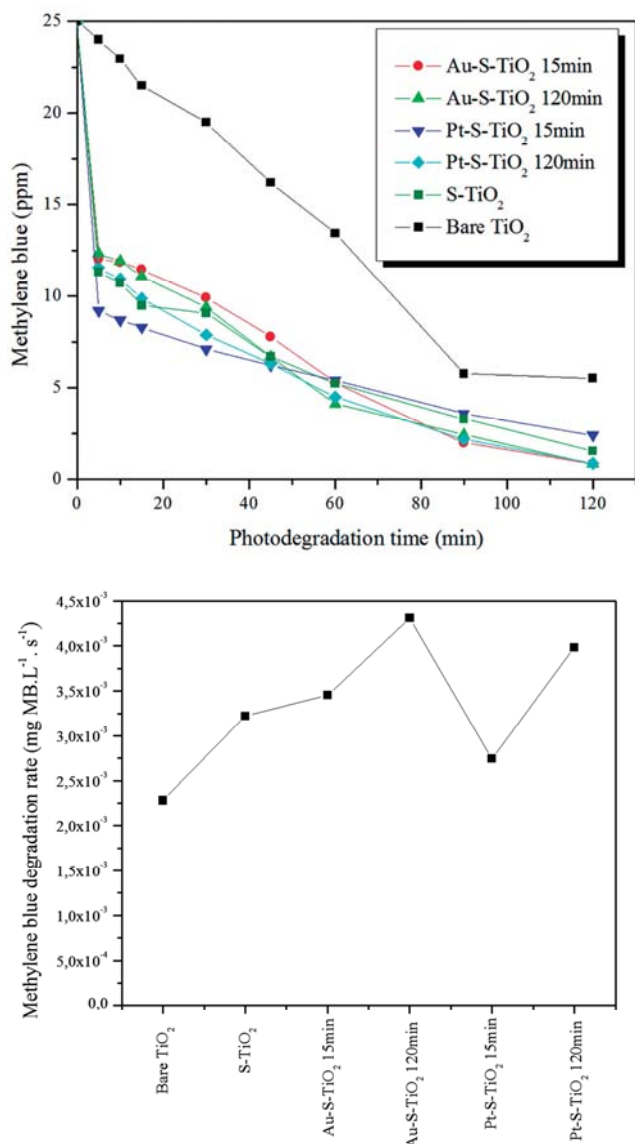 25
20
15
10
5
0
Methylene blue (ppm)
Au-S-TiO₂ 15min
Au-S-TiO₂ 120min
Pt-S-TiO₂ 15min
Pt-S-TiO₂ 120min
S-TiO₂
Bare TiO₂
0 20 40 60 80 100 120
Photodegradation time (min)
4,5x10⁻³
4,0x10⁻³
3,5x10⁻³
3,0x10⁻³
2,5x10⁻³
2,0x10⁻³
1,5x10⁻³
1,0x10⁻³
5,0x10⁻⁴
0,0
Methylene blue degradation rate (mg MB.L⁻¹. s⁻¹)
Bare TiO₂
S-TiO₂
Au-S-TiO₂ 15min
Au-S-TiO₂ 120min
Pt-S-TiO₂ 15min
Pt-S-TiO₂ 120min